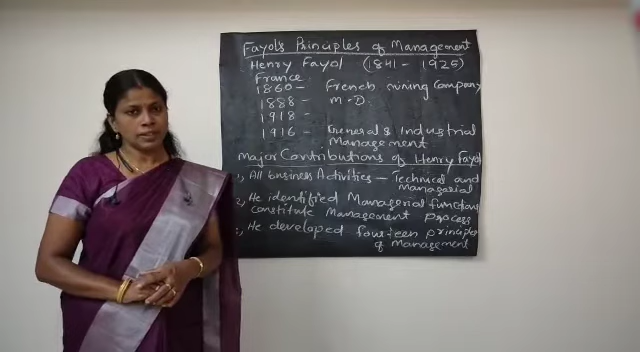 Fayol's Principles of Management
Henry Fayol (1841 - 1925)
France
1860 - French mining Company
1888 - M.D.
1918 -
1916 - General & Industrial
Management
Major Contributions of Henry Fayol
1, All business Activities - Technical and
Managerial
2, He identified Managerial functions
Constitute Management process
3, He developed fourteen principles
of Management